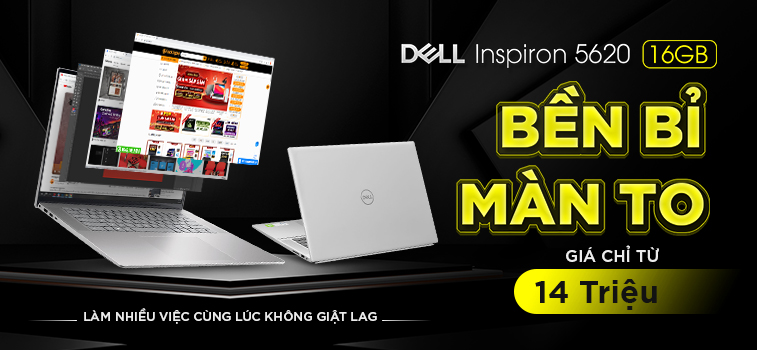 DELL Inspiron 5620 16GB
BỀN BỈ
MÀN TO
GIÁ CHỈ TỪ
14 Triệu
LÀM NHIỀU VIỆC CÙNG LÚC KHÔNG GIẬT LAG
DELL